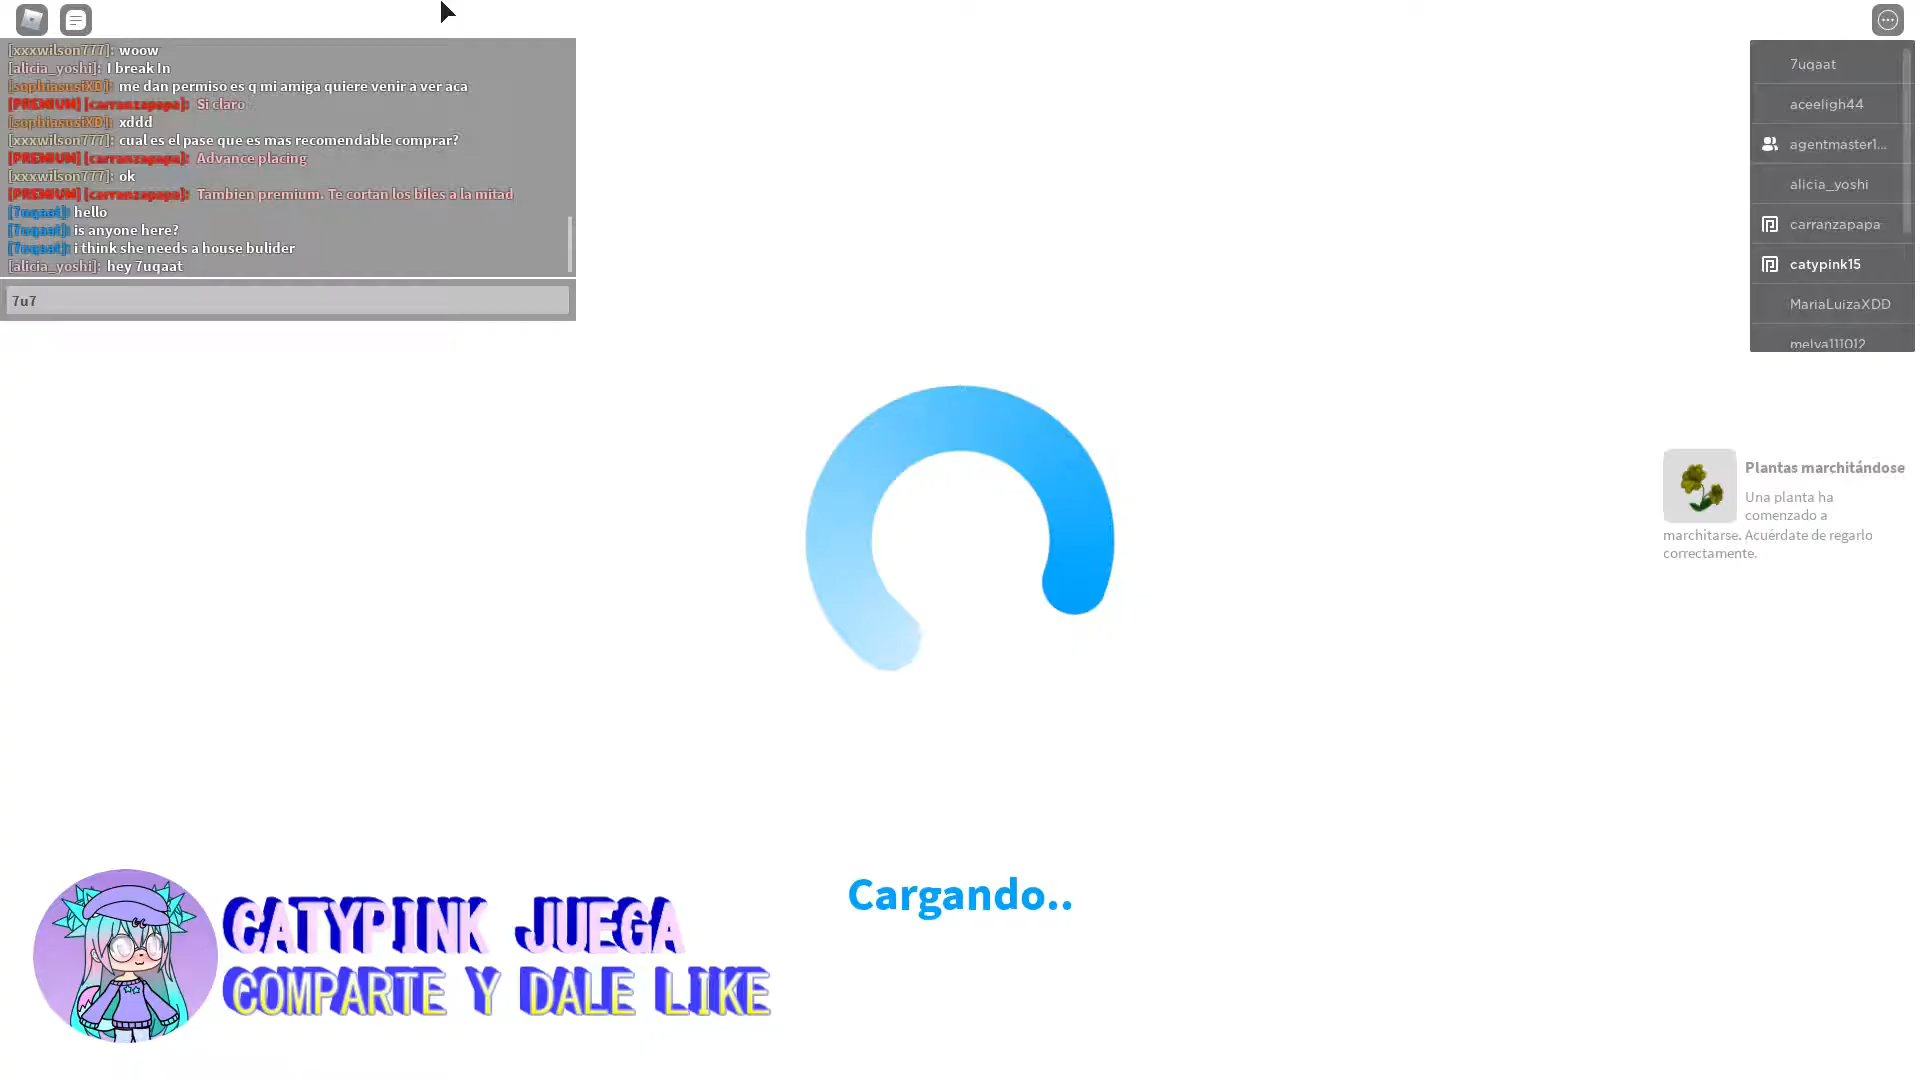 [xxxwilson777]: woow
[alicia_yoshi]: I break In
[sophiasusiXD]: me dan permiso es q mi amiga quiere venir a ver aca
[PREMIUM] [carranzapapa]: Si claro
[sophiasusiXD]: xddd
[xxxwilson777]: cual es el pase que es mas recomendable comprar?
[PREMIUM] [carranzapapa]: Advance placing
[xxxwilson777]: ok
[PREMIUM] [carranzapapa]: Tambien premium. Te cortan los biles a la mitad
[7uqaat]: hello
[7uqaat]: is anyone here?
[7uqaat]: i think she needs a house bulider
[alicia_yoshi]: hey 7uqaat
7u7
7uqaat
aceeligh44
agentmaster1...
alicia_yoshi
carranzapapa
catypink15
MariaLuizaXDD
melva111012
Plantas marchitándose
Una planta ha
comenzado a
marchitarse. Acuérdate de regarlo
correctamente.
Cargando..
CATYPINK JUEGA
COMPARTE Y DALE LIKE